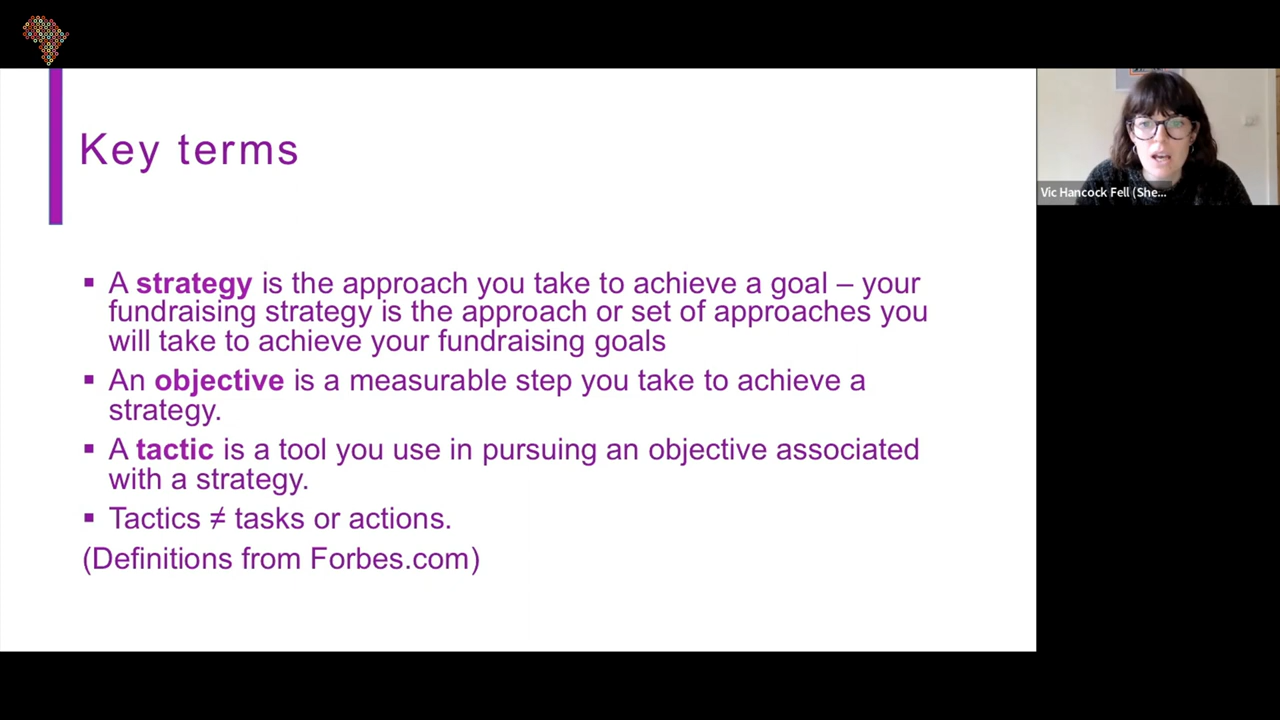 Key terms
▪ A strategy is the approach you take to achieve a goal – your
fundraising strategy is the approach or set of approaches you
will take to achieve your fundraising goals
▪ An objective is a measurable step you take to achieve a
strategy.
▪ A tactic is a tool you use in pursuing an objective associated
with a strategy.
▪ Tactics ≠ tasks or actions.
(Definitions from Forbes.com)
Vic Hancock Fell (She...